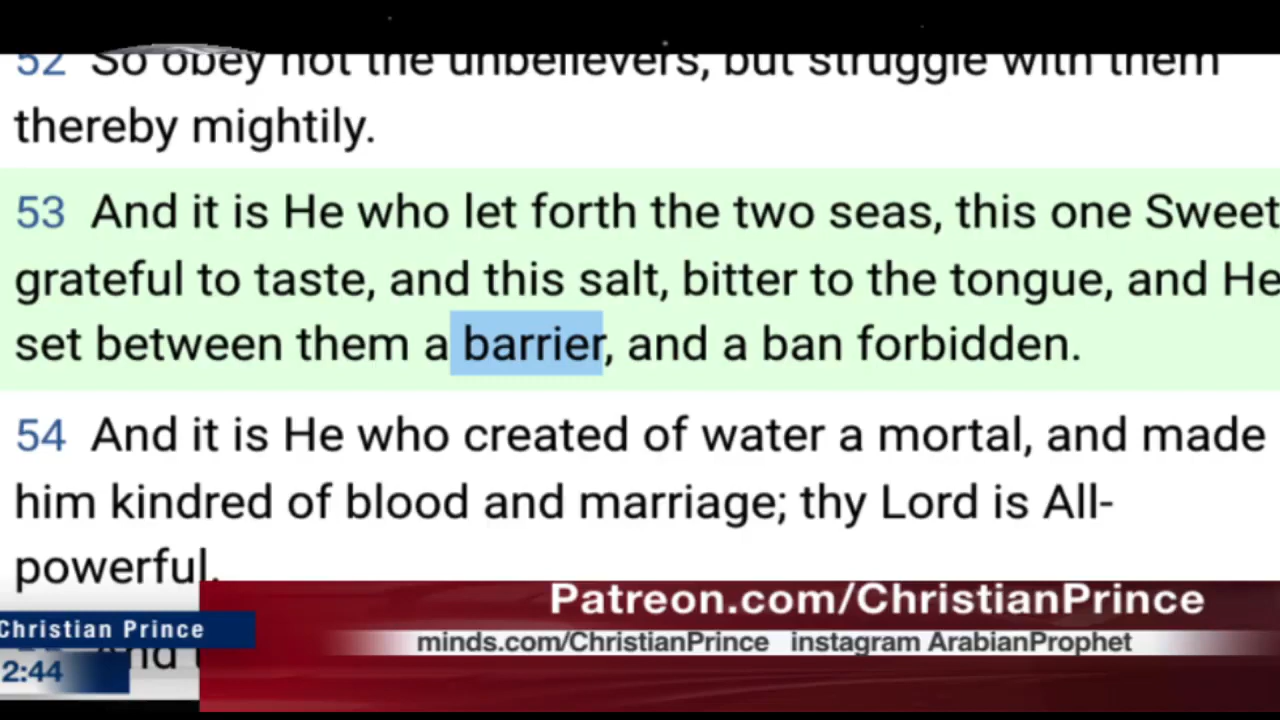 52 So obey not the unbelievers, but struggle with them
thereby mightily.
53 And it is He who let forth the two seas, this one Sweet
grateful to taste, and this salt, bitter to the tongue, and He
set between them a barrier, and a ban forbidden.
54 And it is He who created of water a mortal, and made
him kindred of blood and marriage; thy Lord is All-
powerful.
Patreon.com/ChristianPrince
Christian Prince
minds.com/ChristianPrince instagram ArabianProphet
2:44